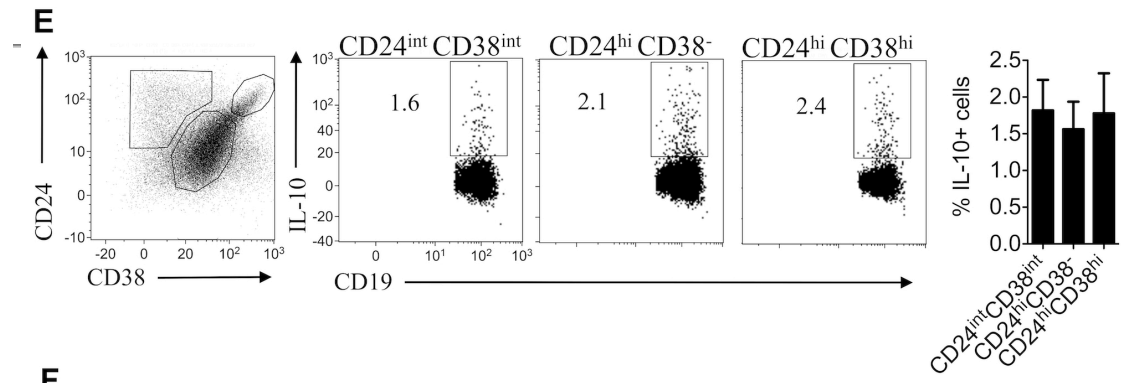 E
CD24
10³
10²
10
0
-10
-20 0 20 10² 10³
CD38
CD24ⁱⁿᵗ CD38ⁱⁿᵗ
CD24ʰⁱ CD38⁻
CD24ʰⁱ CD38ʰⁱ
IL-10
10³
10²
40
20
0
-20
-40
1.6
2.1
2.4
0 10¹ 10² 10³
CD19
% IL-10+ cells
2.5
2.0
1.5
1.0
0.5
0.0
CD24ⁱⁿᵗCD38ⁱⁿᵗ
CD24ʰⁱCD38⁻
CD24ʰⁱCD38ʰⁱ